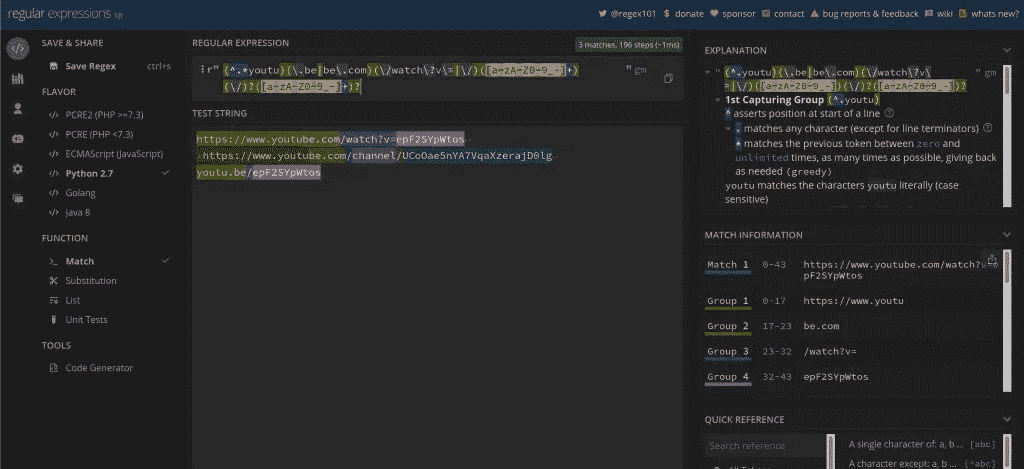 regular expressions 101
@regex101 $ donate sponsor contact bug reports & feedback wiki whats new?
SAVE & SHARE
Save Regex ctrl+s
FLAVOR
</> PCRE2 (PHP >=7.3)
</> PCRE (PHP <7.3)
</> ECMAScript (JavaScript)
</> Python 2.7
</> Golang
</> Java 8
FUNCTION
>_ Match
Substitution
List
Unit Tests
TOOLS
Code Generator
REGULAR EXPRESSION
3 matches, 196 steps (~1ms)
r" (^.*youtu)(\.be|be\.com)(\/watch\?v\=|\/)([a-zA-Z0-9_-]+) " gm
(\/)?([a-zA-Z0-9_-]+)?
TEST STRING
https://www.youtube.com/watch?v=epF2SYpWtos
https://www.youtube.com/channel/UCoOae5nYA7VqaXzerajD0lg
youtu.be/epF2SYpWtos
EXPLANATION
" (^.*youtu)(\.be|be\.com)(\/watch\?v\ " gm
=|\/)([a-zA-Z0-9_-]+)(\/)?([a-zA-Z0-9_-]+)?
1st Capturing Group (^.*youtu)
^ asserts position at start of a line
. matches any character (except for line terminators)
* matches the previous token between zero and
unlimited times, as many times as possible, giving back
as needed (greedy)
youtu matches the characters youtu literally (case
sensitive)
MATCH INFORMATION
Match 1 0-43 https://www.youtube.com/watch?v=e
pF2SYpWtos
Group 1 0-17 https://www.youtu
Group 2 17-23 be.com
Group 3 23-32 /watch?v=
Group 4 32-43 epF2SYpWtos
QUICK REFERENCE
Search reference
A single character of: a, b ... [abc]
A character except: a, b ... [^abc]